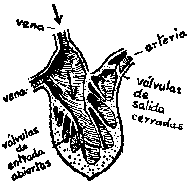 vena
arteria
vena
válvulas
de
salida
cerradas
válvulas
de
entrada
abiertas